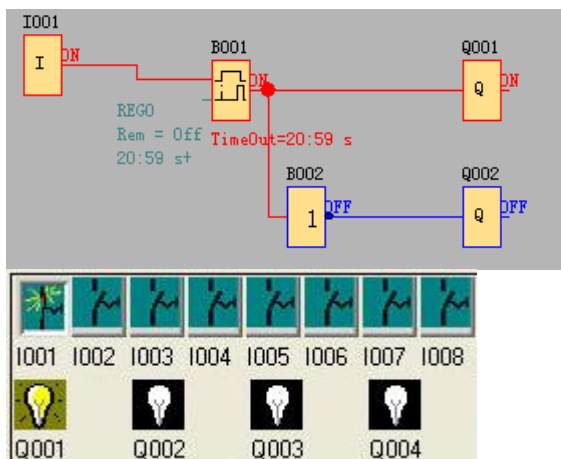 I001
I
ON
B001
ON
REGO
Rem = Off
20:59 s+
TimeOut=20:59 s
Q001
Q
ON
B002
1
OFF
Q002
Q
OFF
I001 I002 I003 I004 I005 I006 I007 I008
Q001 Q002 Q003 Q004